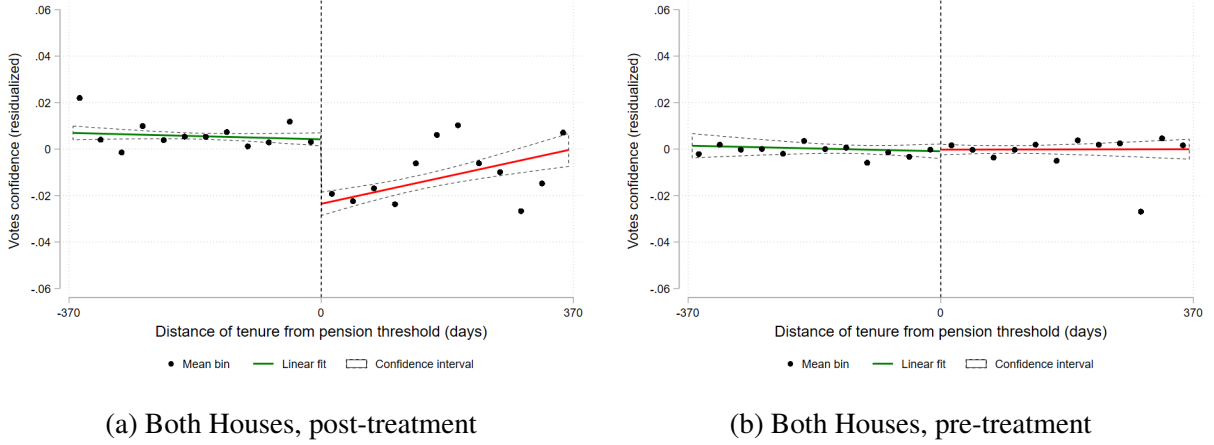 .06
.04
.02
0
-.02
-.04
-.06
Votes confidence (residualized)
-370
0
370
Distance of tenure from pension threshold (days)
Mean bin
Linear fit
Confidence interval
(a) Both Houses, post-treatment
.06
.04
.02
0
-.02
-.04
-.06
Votes confidence (residualized)
-370
0
370
Distance of tenure from pension threshold (days)
Mean bin
Linear fit
Confidence interval
(b) Both Houses, pre-treatment